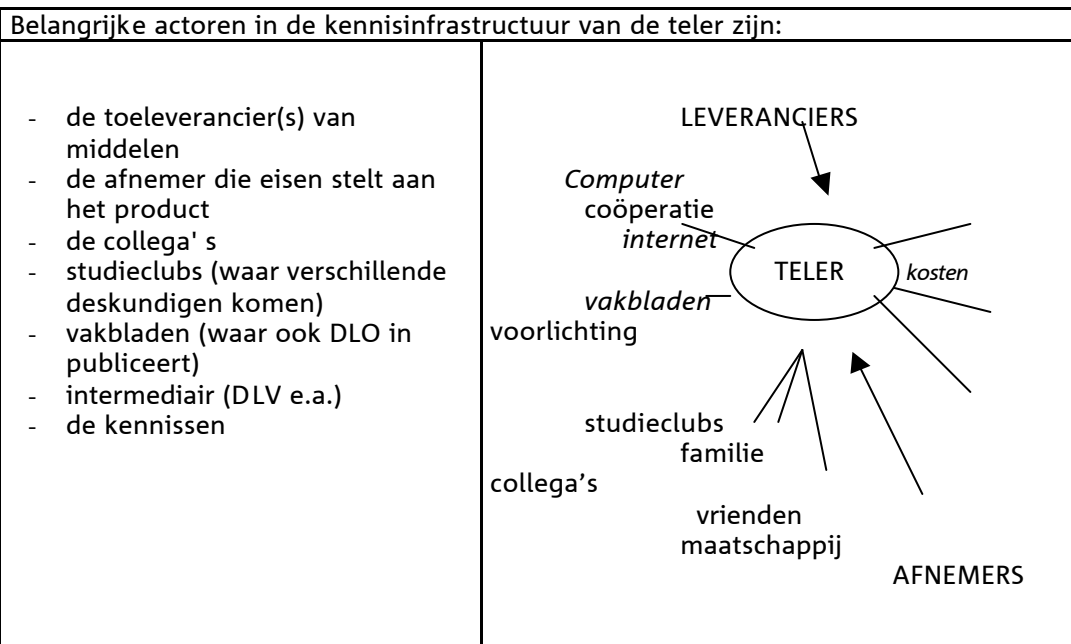 Belangrijke actoren in de kennisinfrastructuur van de teler zijn:
- de toeleverancier(s) van
middelen
- de afnemer die eisen stelt aan
het product
- de collega' s
- studieclubs (waar verschillende
deskundigen komen)
- vakbladen (waar ook DLO in
publiceert)
- intermediair (DLV e.a.)
- de kennissen
LEVERANCIERS
Computer
coöperatie
internet
TELER
kosten
vakbladen
voorlichting
studieclubs
familie
collega's
vrienden
maatschappij
AFNEMERS